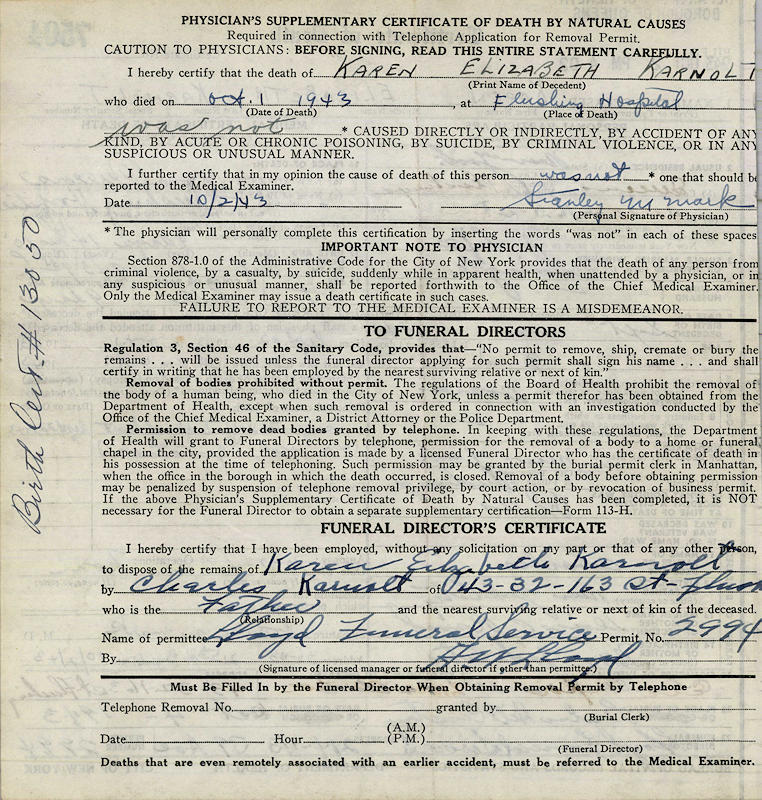 PHYSICIAN'S SUPPLEMENTARY CERTIFICATE OF DEATH BY NATURAL CAUSES
Required in connection with Telephone Application for Removal Permit.
CAUTION TO PHYSICIANS: BEFORE SIGNING, READ THIS ENTIRE STATEMENT CAREFULLY.
I hereby certify that the death of KAREN ELIZABETH KARNOLT
(Print Name of Decedent)
who died on Oct. 1 1943, at Flushing Hospital
(Date of Death) (Place of Death)
was not * CAUSED DIRECTLY OR INDIRECTLY, BY ACCIDENT OF ANY
KIND, BY ACUTE OR CHRONIC POISONING, BY SUICIDE, BY CRIMINAL VIOLENCE, OR IN ANY
SUSPICIOUS OR UNUSUAL MANNER.
I further certify that in my opinion the cause of death of this person was not * one that should be
reported to the Medical Examiner.
Date 10/2/43 Stanley M Mark
(Personal Signature of Physician)
* The physician will personally complete this certification by inserting the words "was not" in each of these spaces
IMPORTANT NOTE TO PHYSICIAN
Section 878-1.0 of the Administrative Code for the City of New York provides that the death of any person from
criminal violence, by a casualty, by suicide, suddenly while in apparent health, when unattended by a physician, or in
any suspicious or unusual manner, shall be reported forthwith to the Office of the Chief Medical Examiner.
Only the Medical Examiner may issue a death certificate in such cases.
FAILURE TO REPORT TO THE MEDICAL EXAMINER IS A MISDEMEANOR.
Birth Cert. # 13050
TO FUNERAL DIRECTORS
Regulation 3, Section 46 of the Sanitary Code, provides that—"No permit to remove, ship, cremate or bury the
remains . . . will be issued unless the funeral director applying for such permit shall sign his name . . . and shall
certify in writing that he has been employed by the nearest surviving relative or next of kin."
Removal of bodies prohibited without permit. The regulations of the Board of Health prohibit the removal of
the body of a human being, who died in the City of New York, unless a permit therefor has been obtained from the
Department of Health, except when such removal is ordered in connection with an investigation conducted by the
Office of the Chief Medical Examiner, a District Attorney or the Police Department.
Permission to remove dead bodies granted by telephone. In keeping with these regulations, the Department
of Health will grant to Funeral Directors by telephone, permission for the removal of a body to a home or funeral
chapel in the city, provided the application is made by a licensed Funeral Director who has the certificate of death in
his possession at the time of telephoning. Such permission may be granted by the burial permit clerk in Manhattan,
when the office in the borough in which the death occurred, is closed. Removal of a body before obtaining permission
may be penalized by suspension of telephone removal privilege, by court action, or by revocation of business permit.
If the above Physician's Supplementary Certificate of Death by Natural Causes has been completed, it is NOT
necessary for the Funeral Director to obtain a separate supplementary certification—Form 113-H.
FUNERAL DIRECTOR'S CERTIFICATE
I hereby certify that I have been employed, without any solicitation on my part or that of any other person,
to dispose of the remains of Karen Elizabeth Karnolt
by Charles Karnolt of 43-32-163 St-
who is the Father and the nearest surviving relative or next of kin of the deceased.
(Relationship)
Name of permittee Lloyd Funeral Service Permit No. 2994
By Lloyd
(Signature of licensed manager or funeral director if other than permittee.)
Must Be Filled In by the Funeral Director When Obtaining Removal Permit by Telephone
Telephone Removal No. granted by
(Burial Clerk)
(A.M.)
Date Hour (P.M.)
(Funeral Director)
Deaths that are even remotely associated with an earlier accident, must be referred to the Medical Examiner.